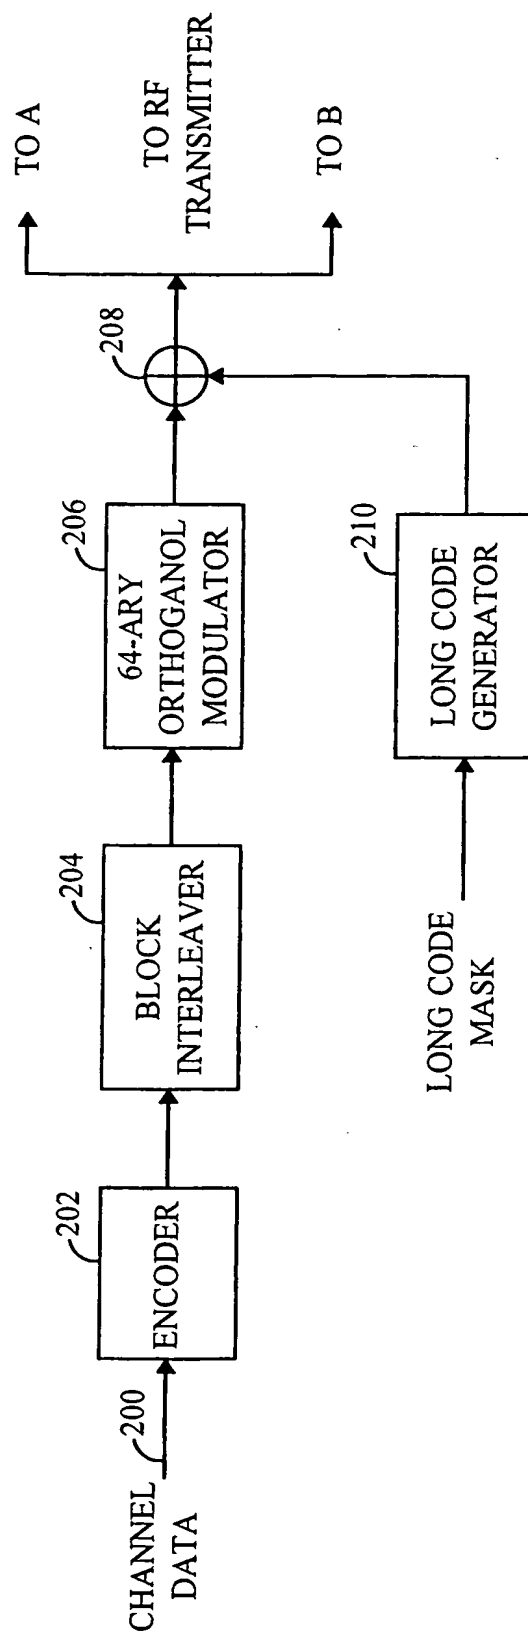 CHANNEL
DATA
200
202
ENCODER
204
BLOCK
INTERLEAVER
206
64-ARY
ORTHOGANOL
MODULATOR
208
TO A
TO RF
TRANSMITTER
TO B
LONG CODE
MASK
210
LONG CODE
GENERATOR